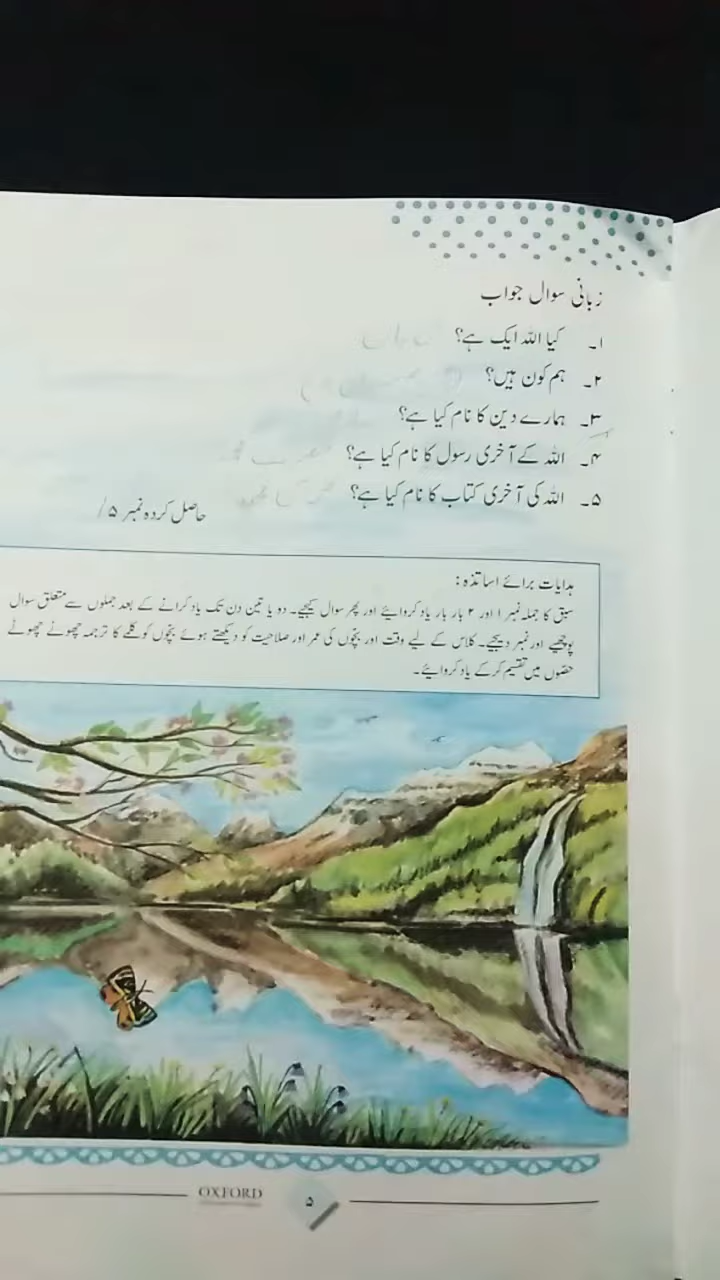 زبانی سوال جواب
۱۔ کیا اللہ ایک ہے؟
۲۔ ہم کون ہیں؟
۳۔ ہمارے دین کا نام کیا ہے؟
۴۔ اللہ کے آخری رسول کا نام کیا ہے؟
۵۔ اللہ کی آخری کتاب کا نام کیا ہے؟
حاصل کردہ نمبر ۵/
ہدایات برائے اساتذہ:
سبق کا جملہ نمبر ۱ اور ۲ بار بار یاد کروائیے اور پھر سوال کیجیے۔ دو یا تین دن تک یاد کرانے کے بعد جملوں سے متعلق سوال
پوچھیے اور نمبر دیجیے۔ کلاس کے لیے وقت اور بچوں کی عمر اور صلاحیت کو دیکھتے ہوئے بچوں کو کلمے کا ترجمہ چھوٹے چھوٹے
حصّوں میں تقسیم کرکے یاد کروایئے۔
OXFORD
۵